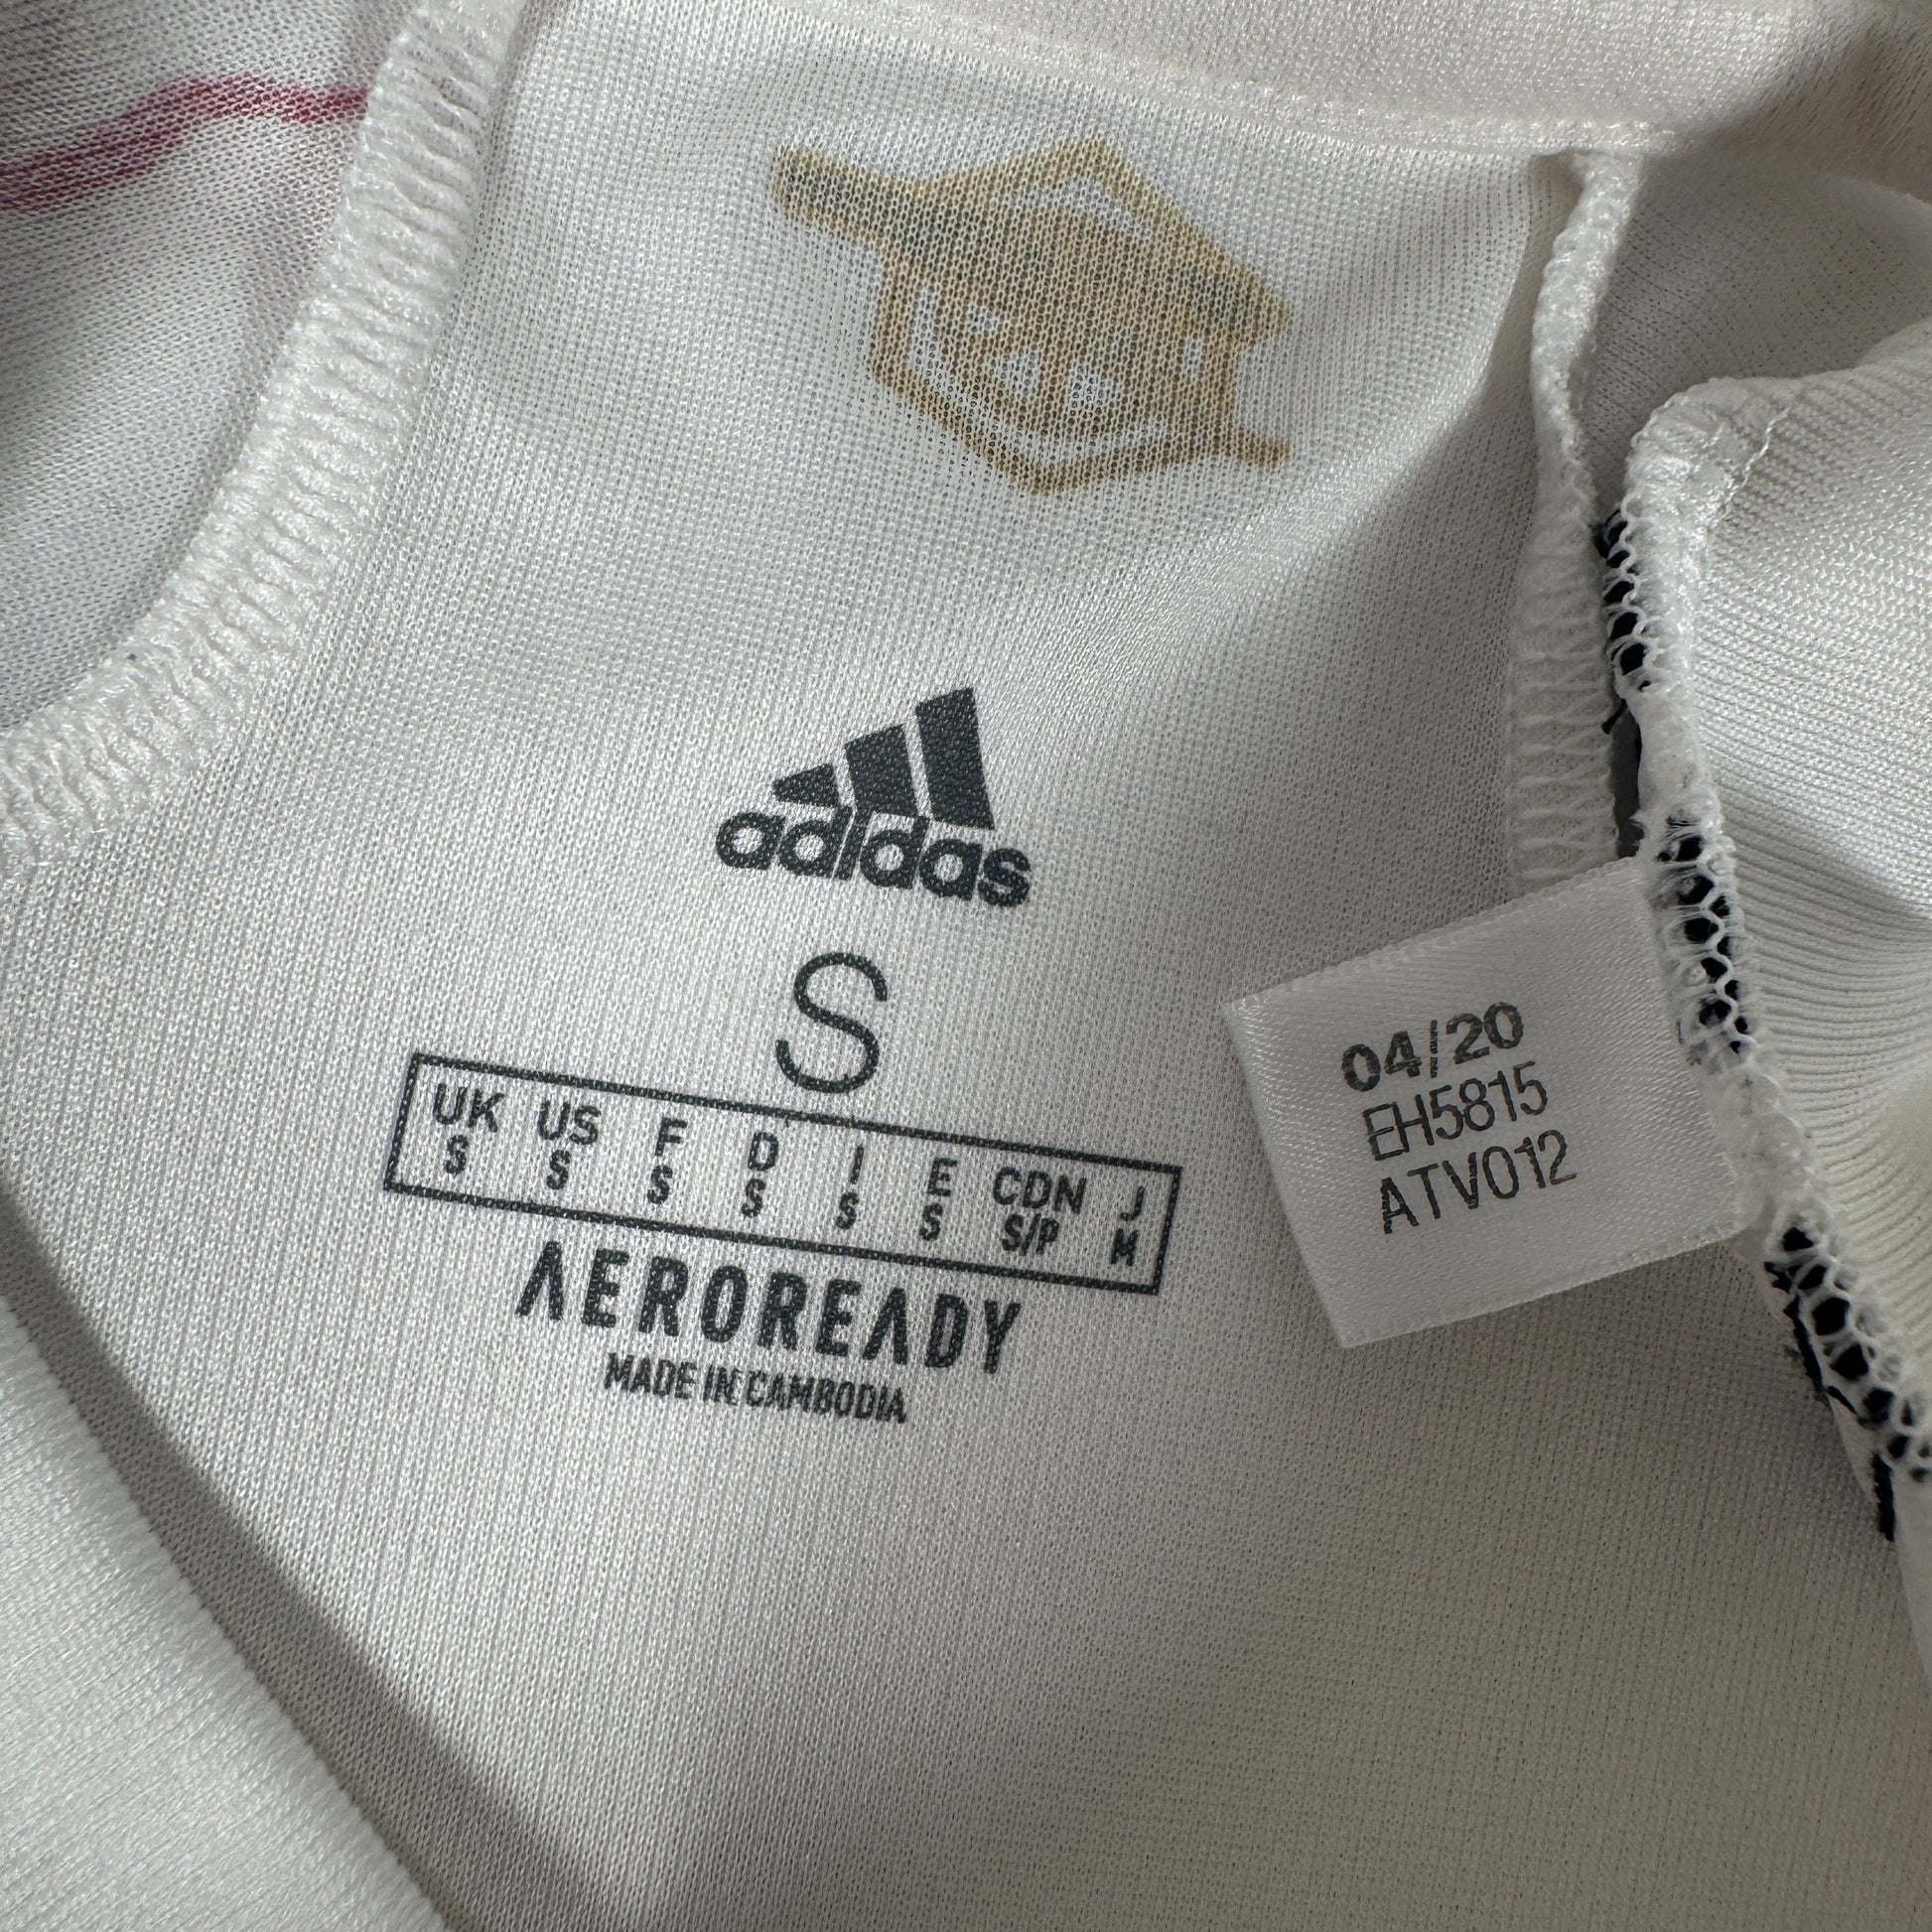 adidas
S
UK US F D I E CDN J
S S S S S S S/P M
AEROREADY
MADE IN CAMBODIA
04/20
EH5815
ATV012